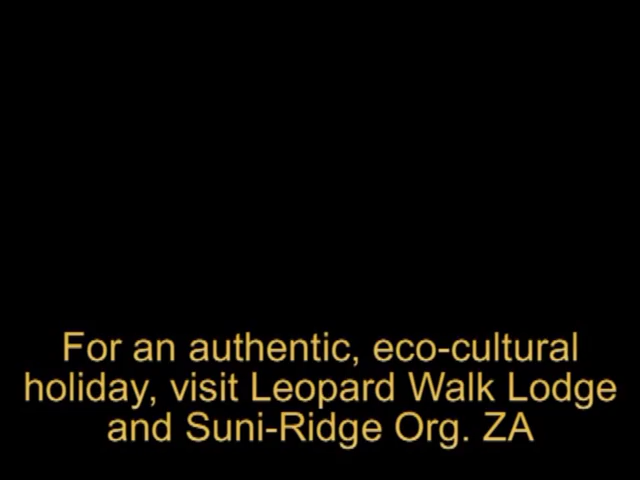 For an authentic, eco-cultural
holiday, visit Leopard Walk Lodge
and Suni-Ridge Org. ZA